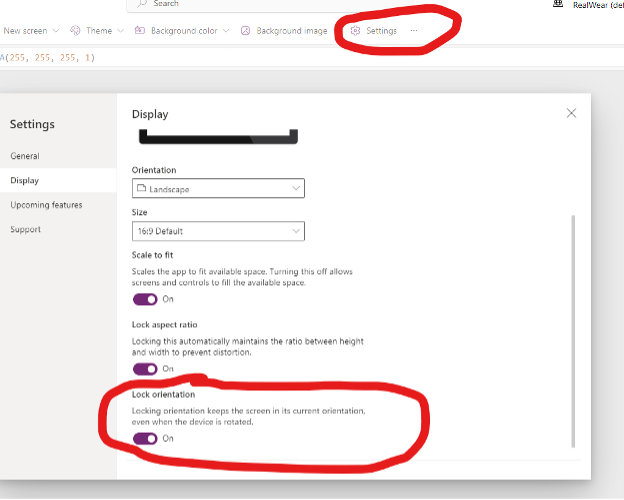 Search
RealWear (def
New screen
Theme
Background color
Background image
Settings
...
A(255, 255, 255, 1)
Settings
General
Display
Upcoming features
Support
Display
Orientation
Landscape
Size
16:9 Default
Scale to fit
Scales the app to fit available space. Turning this off allows
screens and controls to fill the available space.
On
Lock aspect ratio
Locking this automatically maintains the ratio between height
and width to prevent distortion.
On
Lock orientation
Locking orientation keeps the screen in its current orientation,
even when the device is rotated.
On